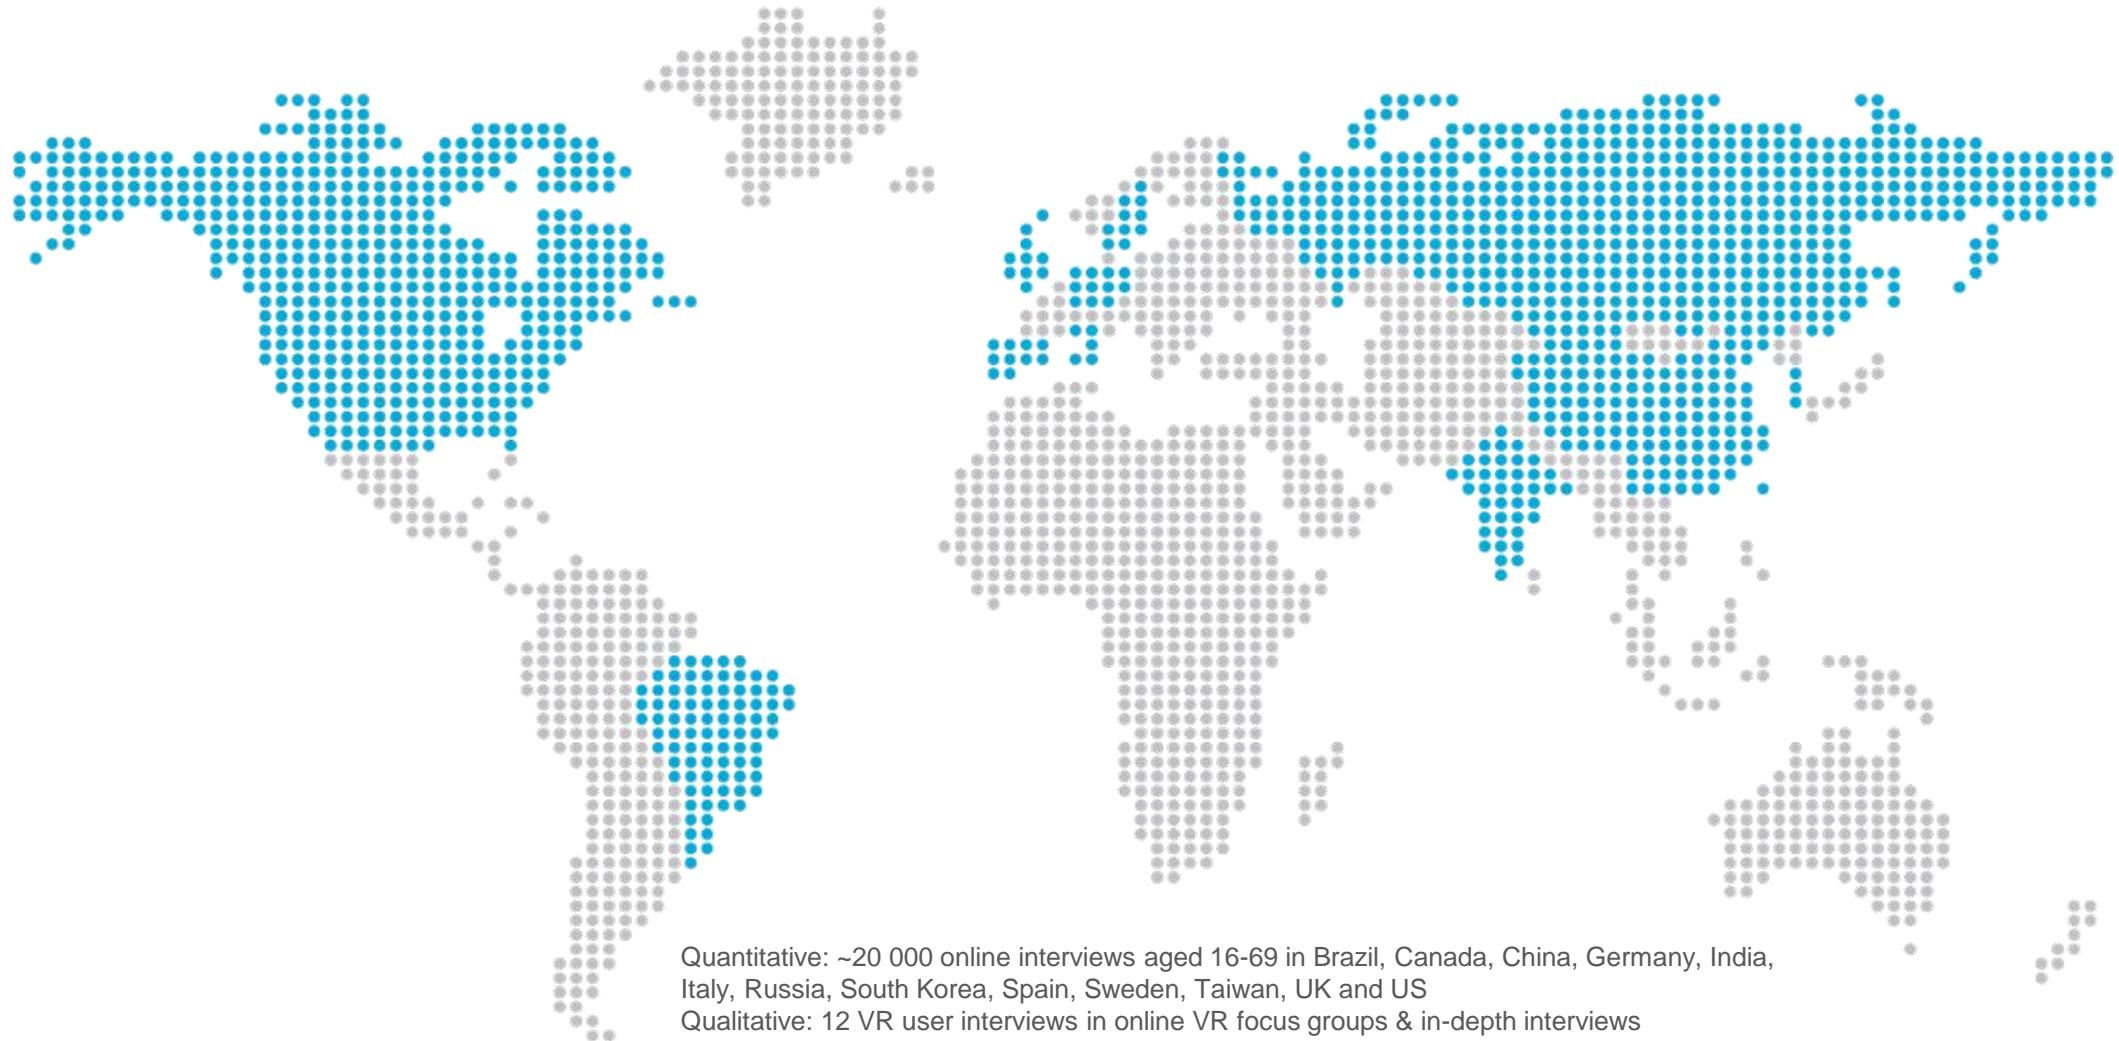 Quantitative: ~20 000 online interviews aged 16-69 in Brazil, Canada, China, Germany, India,
Italy, Russia, South Korea, Spain, Sweden, Taiwan, UK and US
Qualitative: 12 VR user interviews in online VR focus groups & in-depth interviews